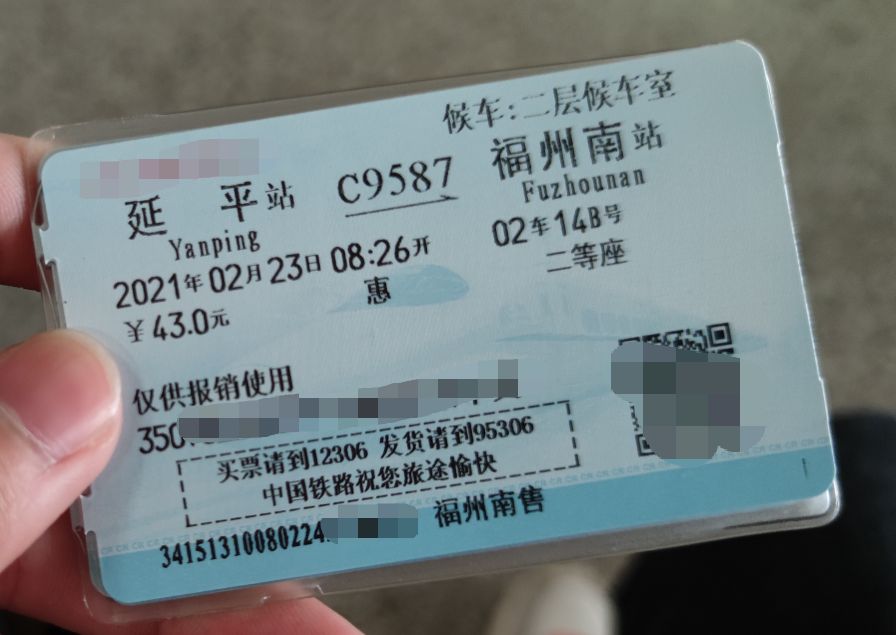 候车:二层候车室
延平站 C9587 福州南站
Yanping Fuzhounan
2021年02月23日08:26开 02车14B号
¥43.0元 惠 二等座
仅供报销使用
350
买票请到12306 发货请到95306
中国铁路祝您旅途愉快
34151310080224 福州南售